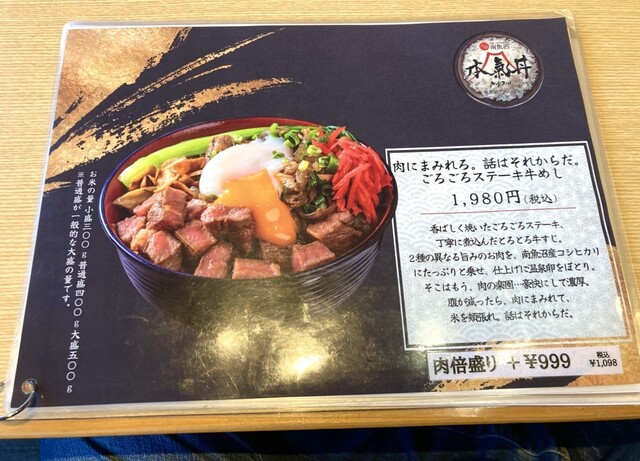 南魚沼
本氣丼
肉にまみれろ。話はそれからだ。
ごろごろステーキ牛めし
1,980円(税込)
香ばしく焼いたごろごろステーキ、
丁寧に煮込んだとろとろ牛すじ。
2種の異なる旨みのお肉を、南魚沼産コシヒカリ
にたっぷりと乗せ、仕上げに温泉卵をぽとり。
そこはもう、肉の楽園…豪快にして濃厚。
腹が減ったら、肉にまみれて、
米を頬張れ。話はそれからだ。
肉倍盛り +¥999
税込
¥1,098
お米の量 小盛三〇〇g 普通盛四〇〇g 大盛五〇〇g
※普通盛が一般的な大盛の量です。